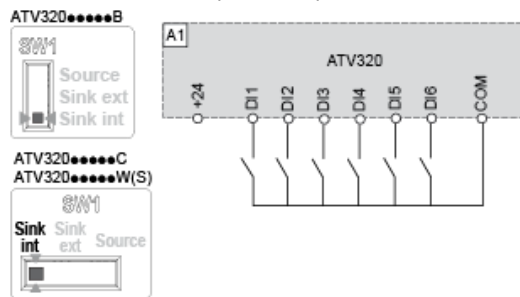 ATV320●●●●●B
SW1
Source
Sink ext
Sink int
ATV320●●●●●C
ATV320●●●●●W(S)
SW1
Sink int
Sink ext
Source
A1
ATV320
+24
DI1
DI2
DI3
DI4
DI5
DI6
COM